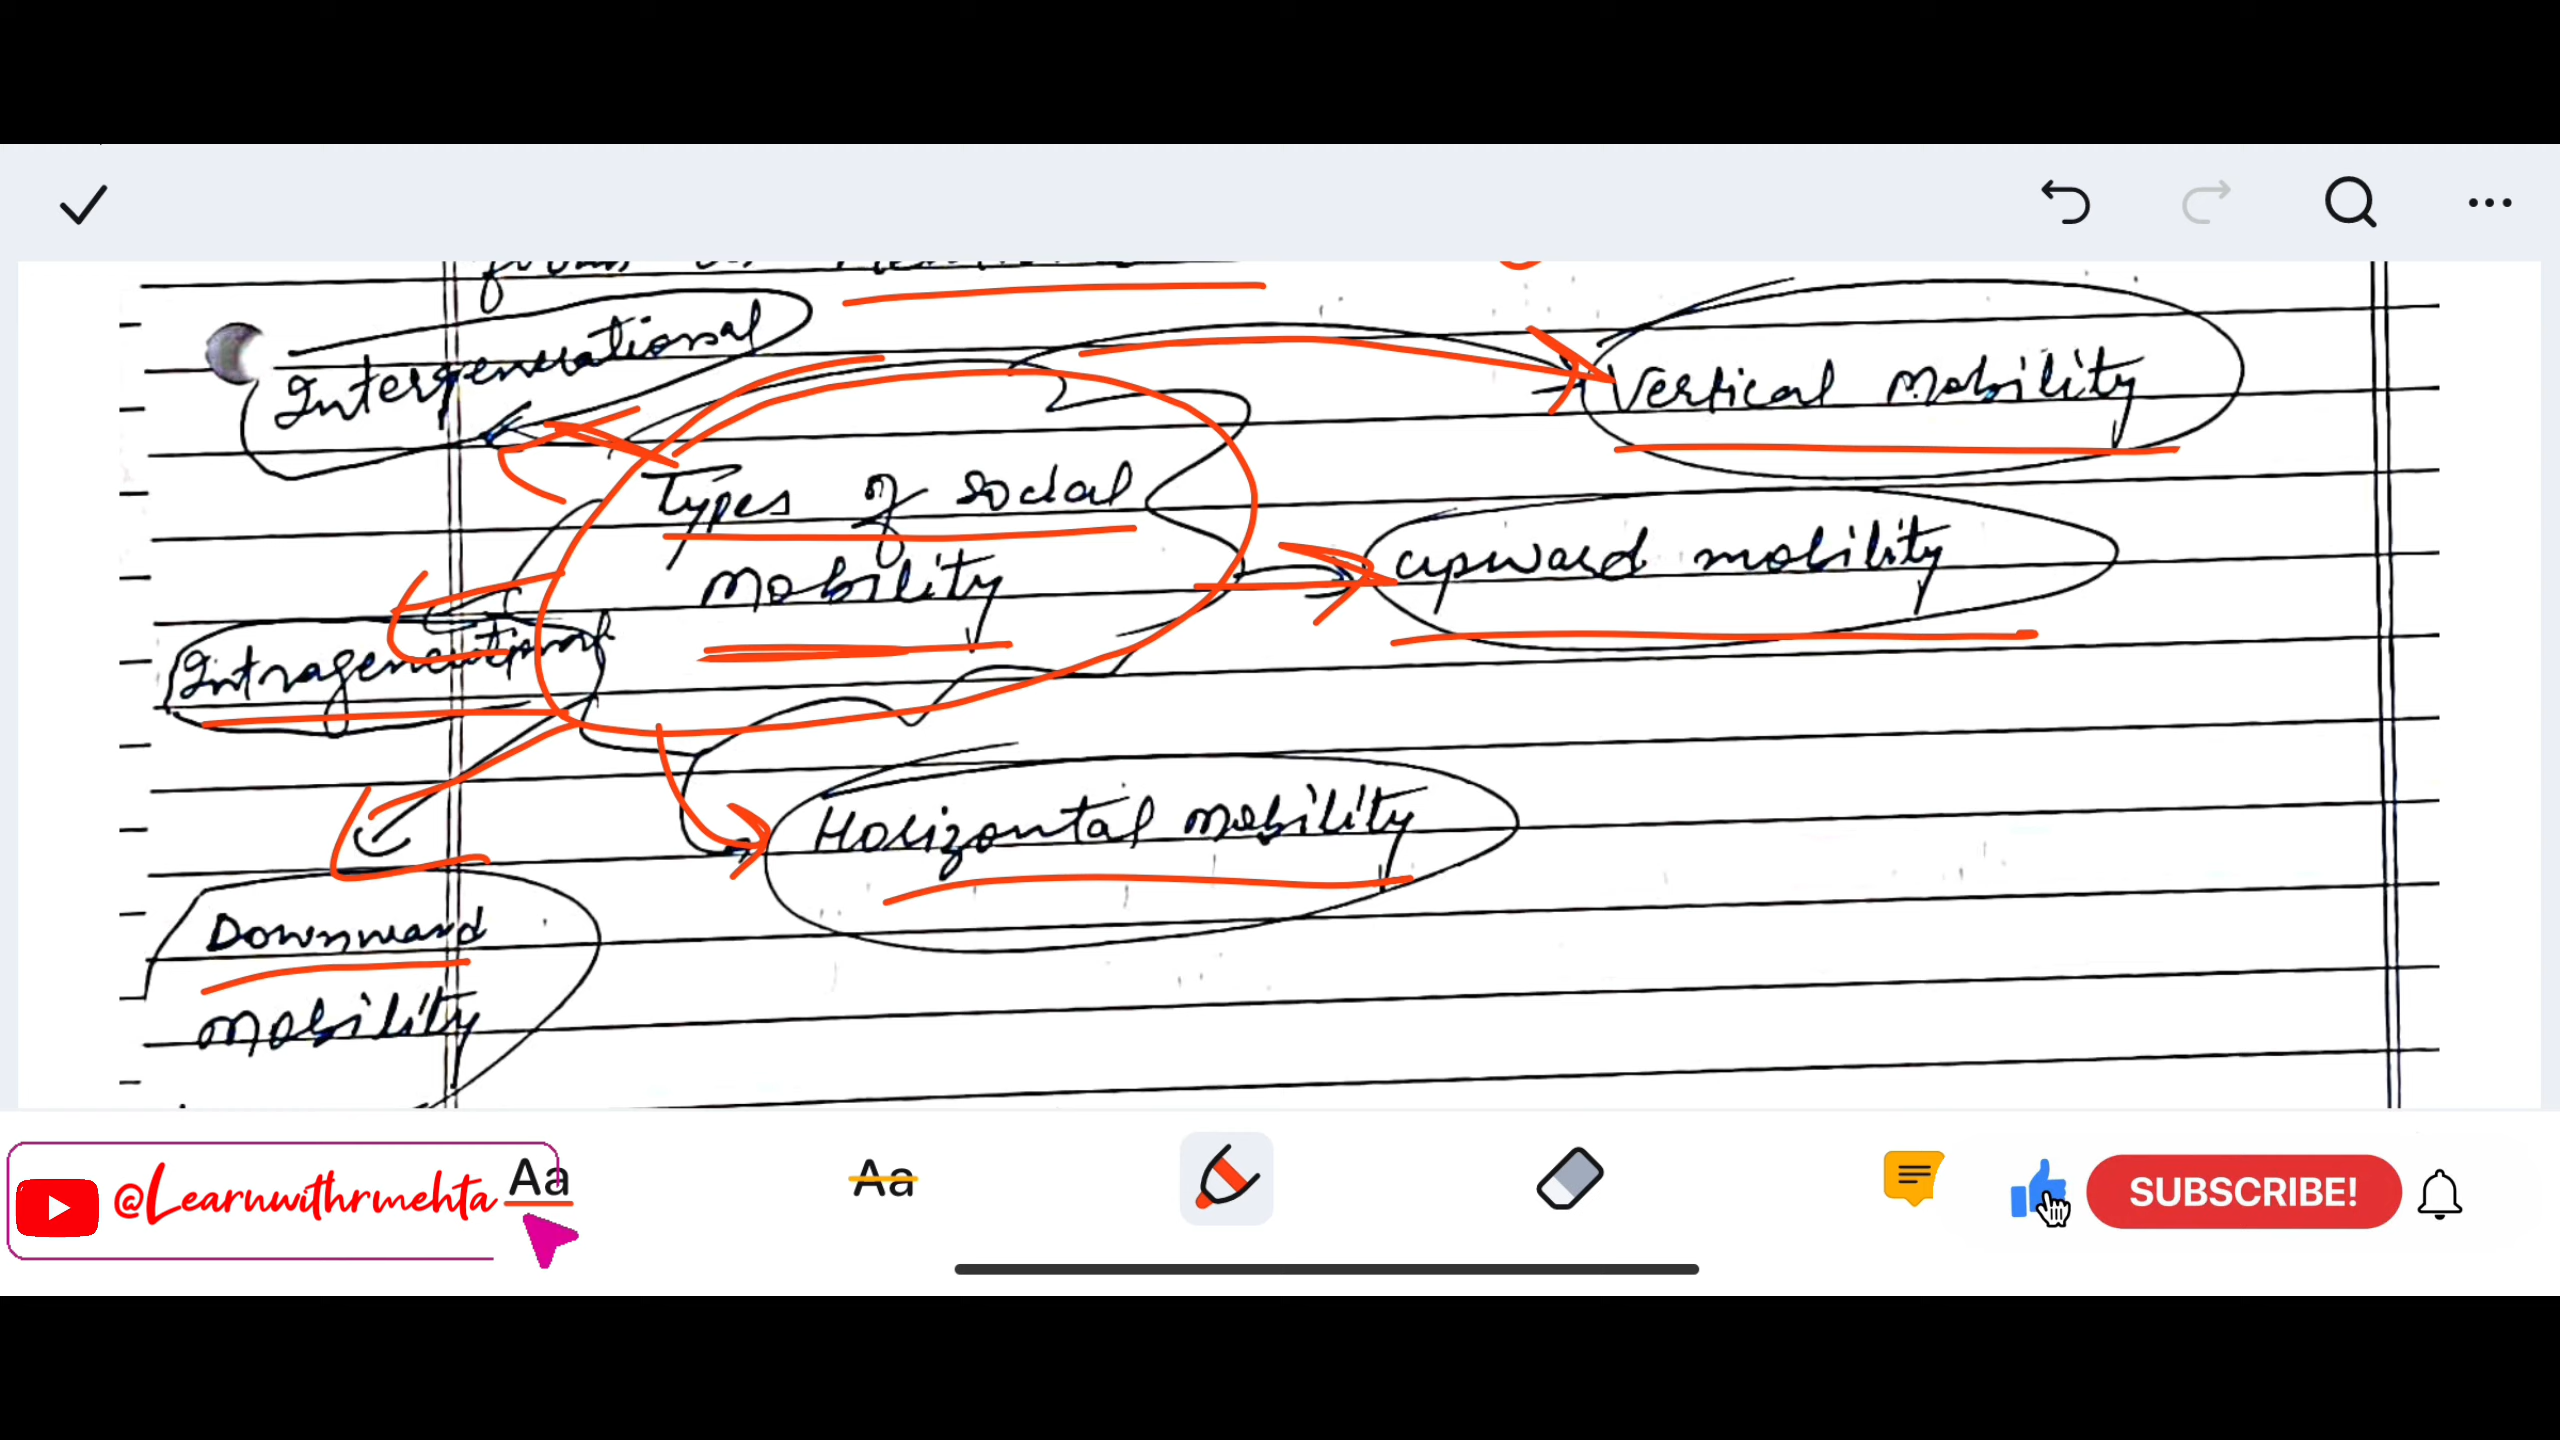 Intergenerational
Vertical Mobility
Types of social
mobility
upward mobility
Intragenerational
Horizontal mobility
Downward
mobility
@Learnwithrmehta
Aa
Aa
SUBSCRIBE!